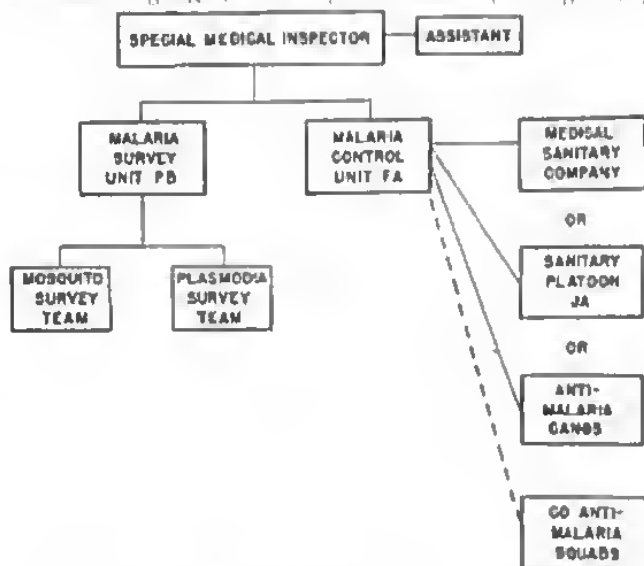 SPECIAL MEDICAL INSPECTOR
ASSISTANT
MALARIA
SURVEY
UNIT PB
MALARIA
CONTROL
UNIT FA
MEDICAL
SANITARY
COMPANY
OR
MOSQUITO
SURVEY
TEAM
PLASMODIA
SURVEY
TEAM
SANITARY
PLATOON
JA
OR
ANTI-
MALARIA
GANGS
CO ANTI-
MALARIA
SQUADS